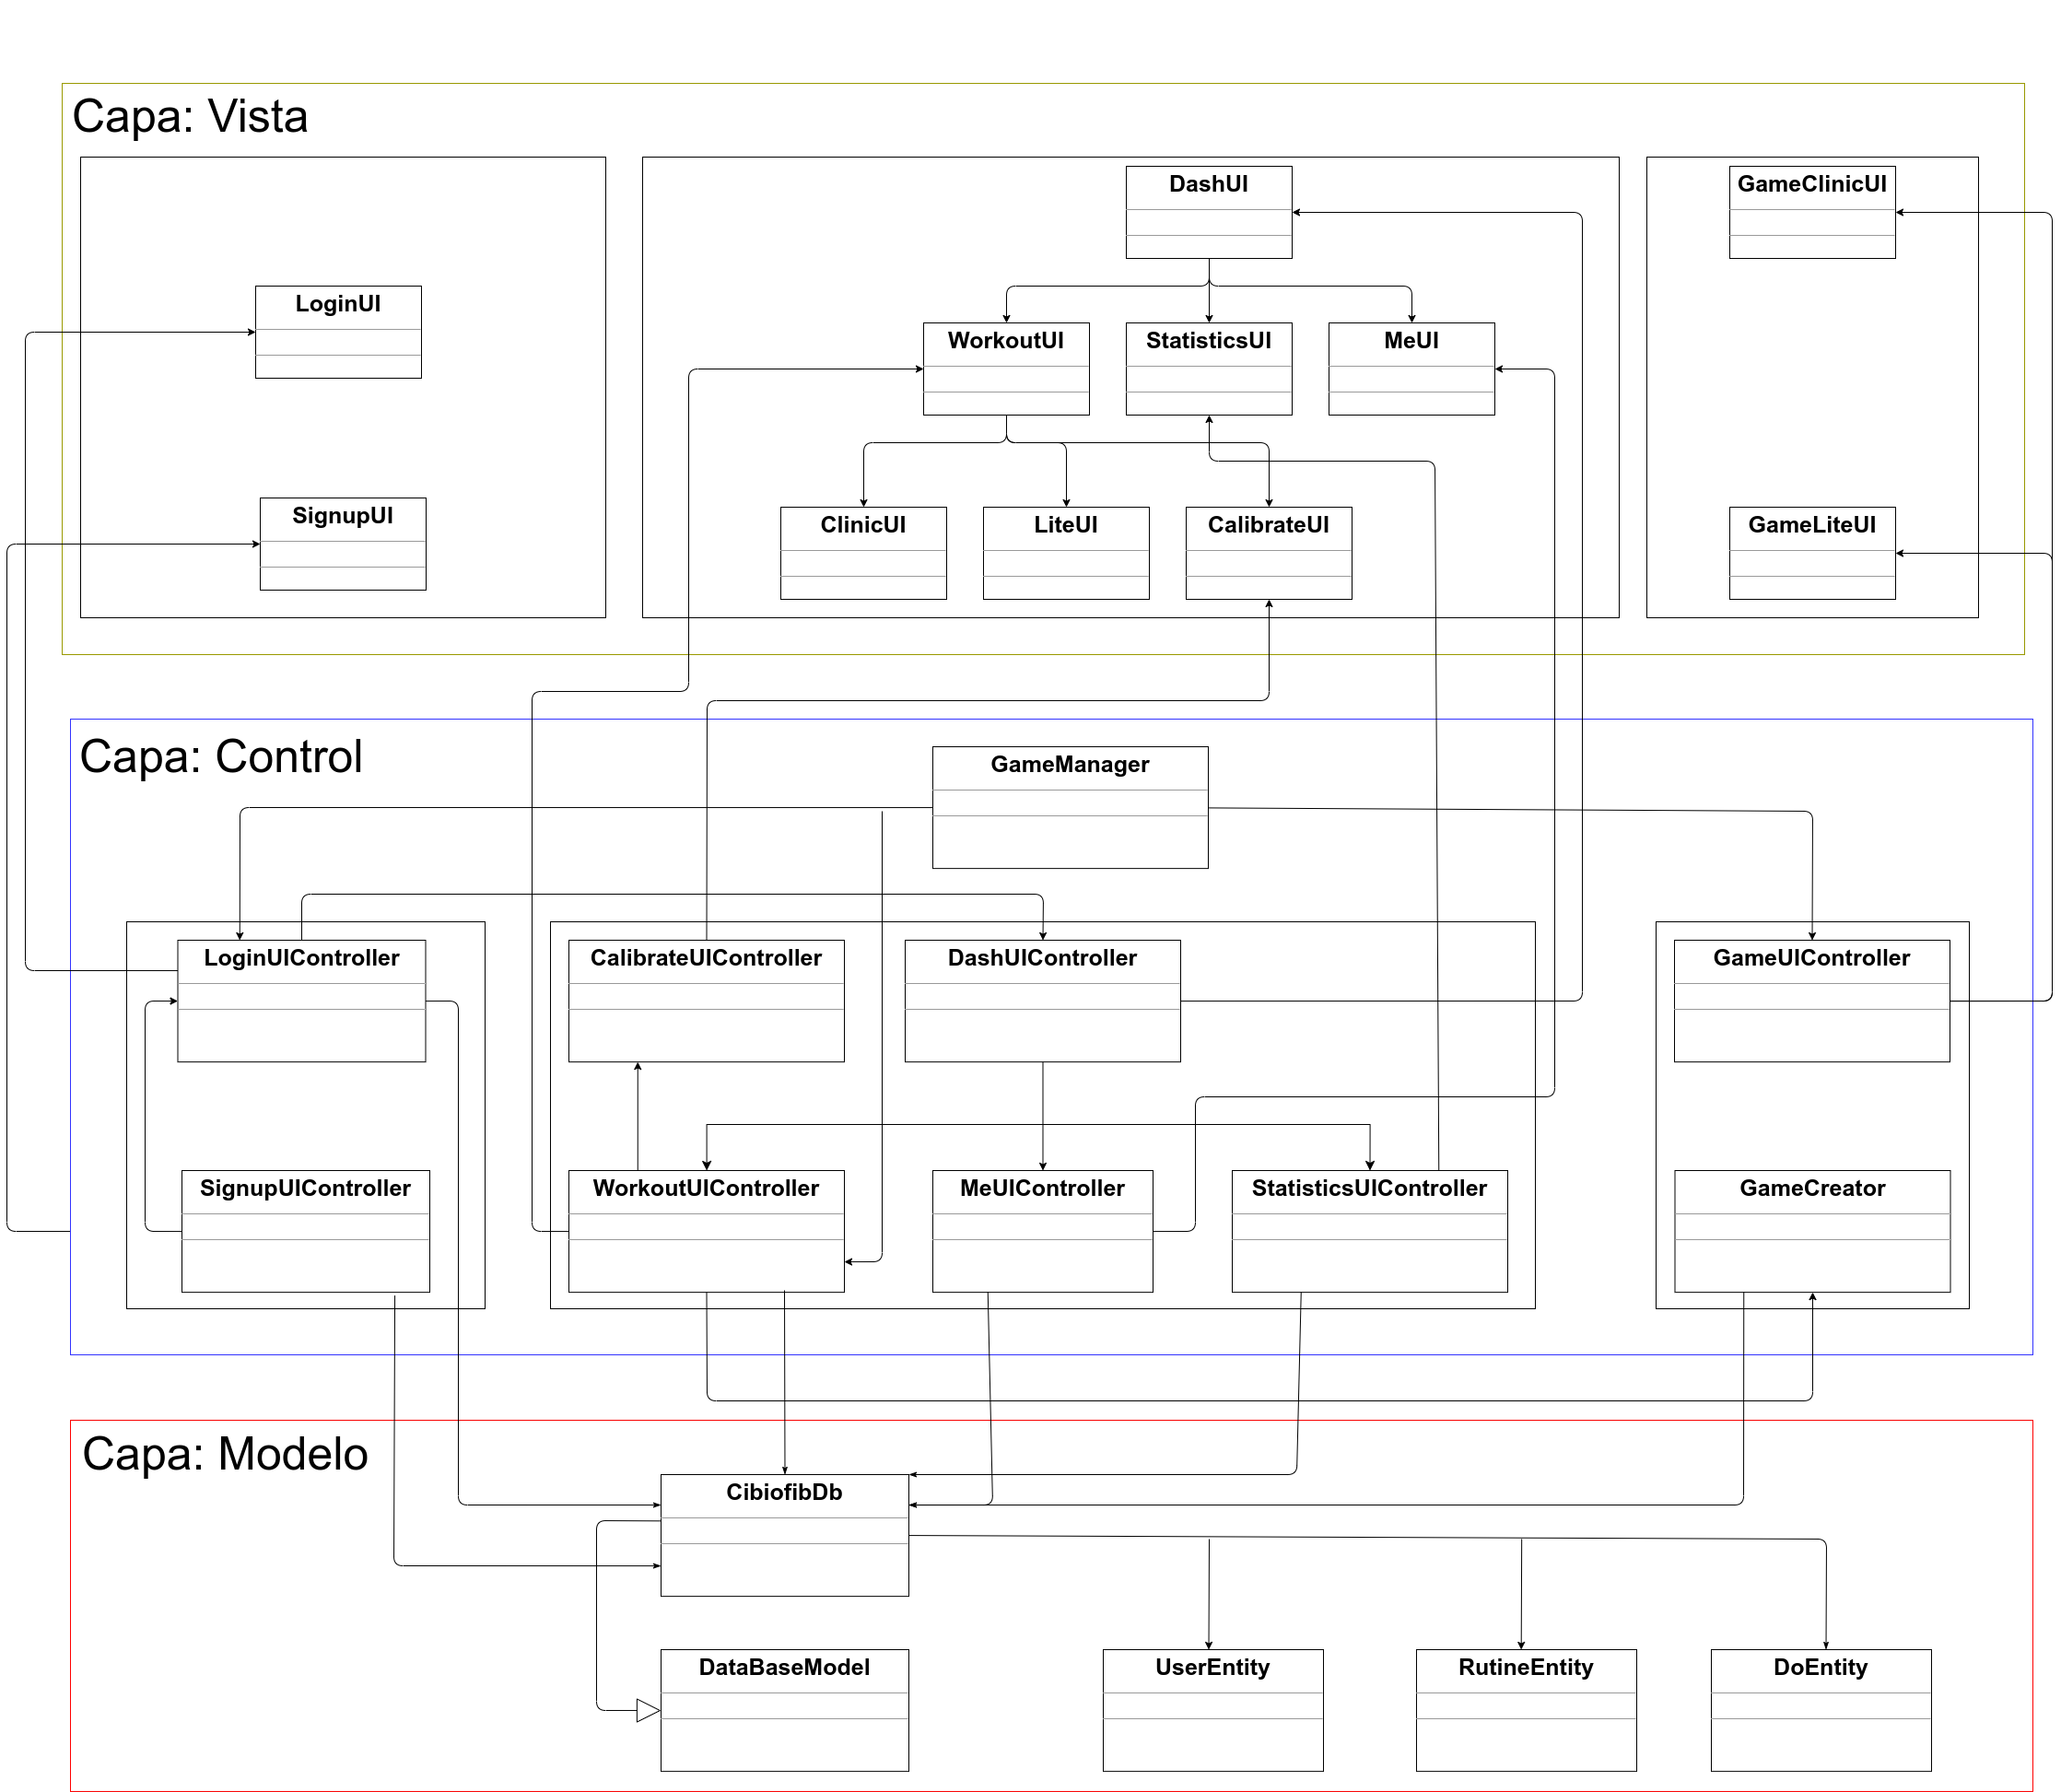 Capa: Vista
DashUI
GameClinicUI
LoginUI
WorkoutUI
StatisticsUI
MeUI
SignupUI
ClinicUI
LiteUI
CalibrateUI
GameLiteUI
Capa: Control
GameManager
LoginUIController
CalibrateUIController
DashUIController
GameUIController
SignupUIController
WorkoutUIController
MeUIController
StatisticsUIController
GameCreator
Capa: Modelo
CibiofibDb
DataBaseModel
UserEntity
RutineEntity
DoEntity